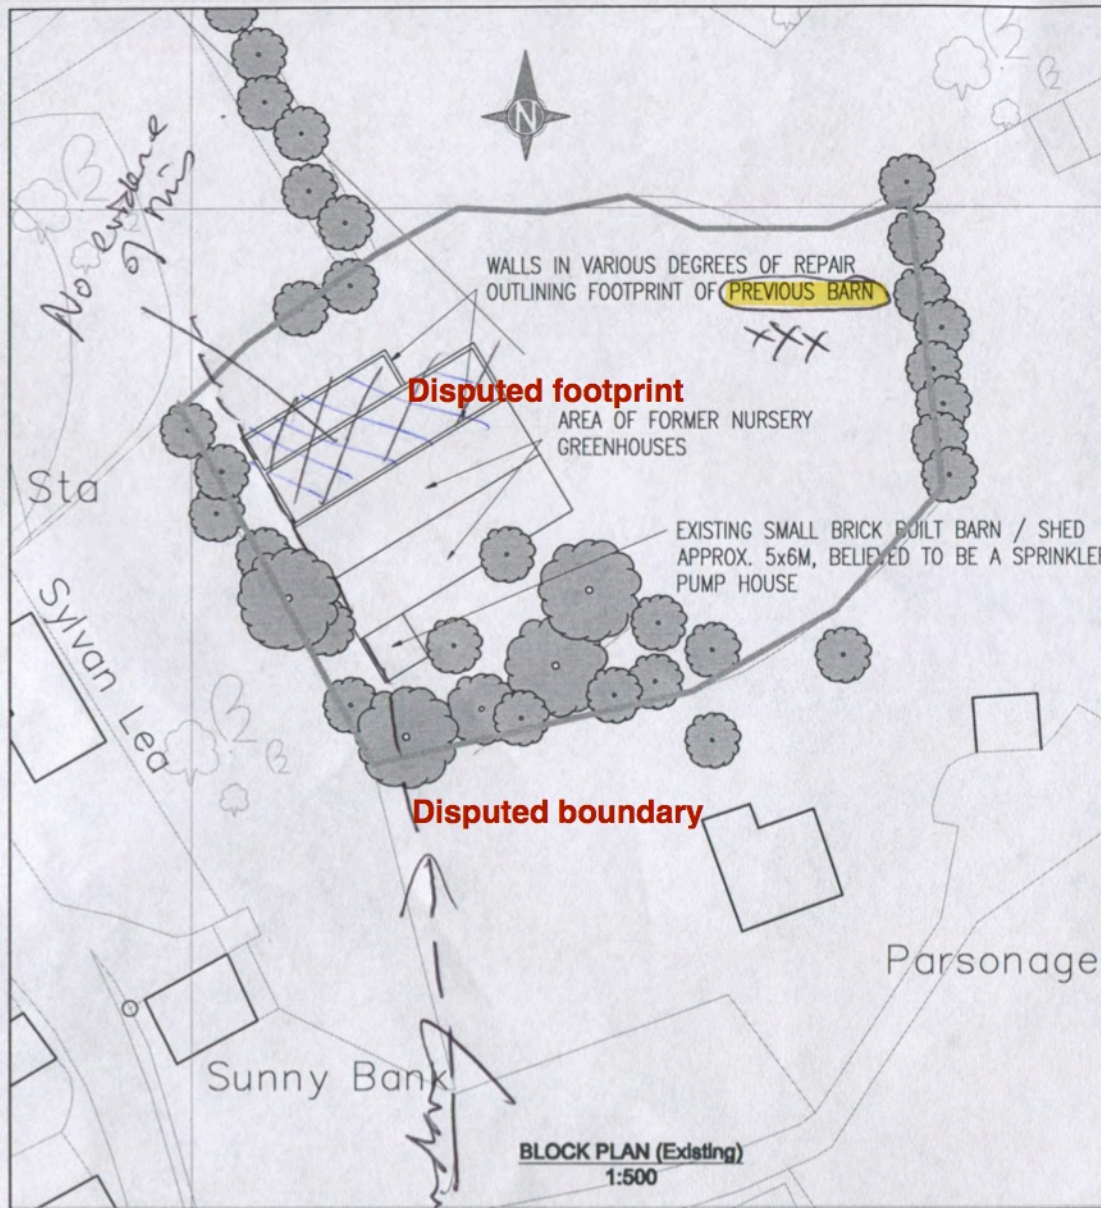 N
No evidence
of this
WALLS IN VARIOUS DEGREES OF REPAIR
OUTLINING FOOTPRINT OF PREVIOUS BARN
XXX
Disputed footprint
AREA OF FORMER NURSERY
GREENHOUSES
Sta
EXISTING SMALL BRICK BUILT BARN / SHED
APPROX. 5x6M, BELIEVED TO BE A SPRINKLER
PUMP HOUSE
Sylvan Lea
Disputed boundary
Parsonage
Sunny Bank
BLOCK PLAN (Existing)
1:500